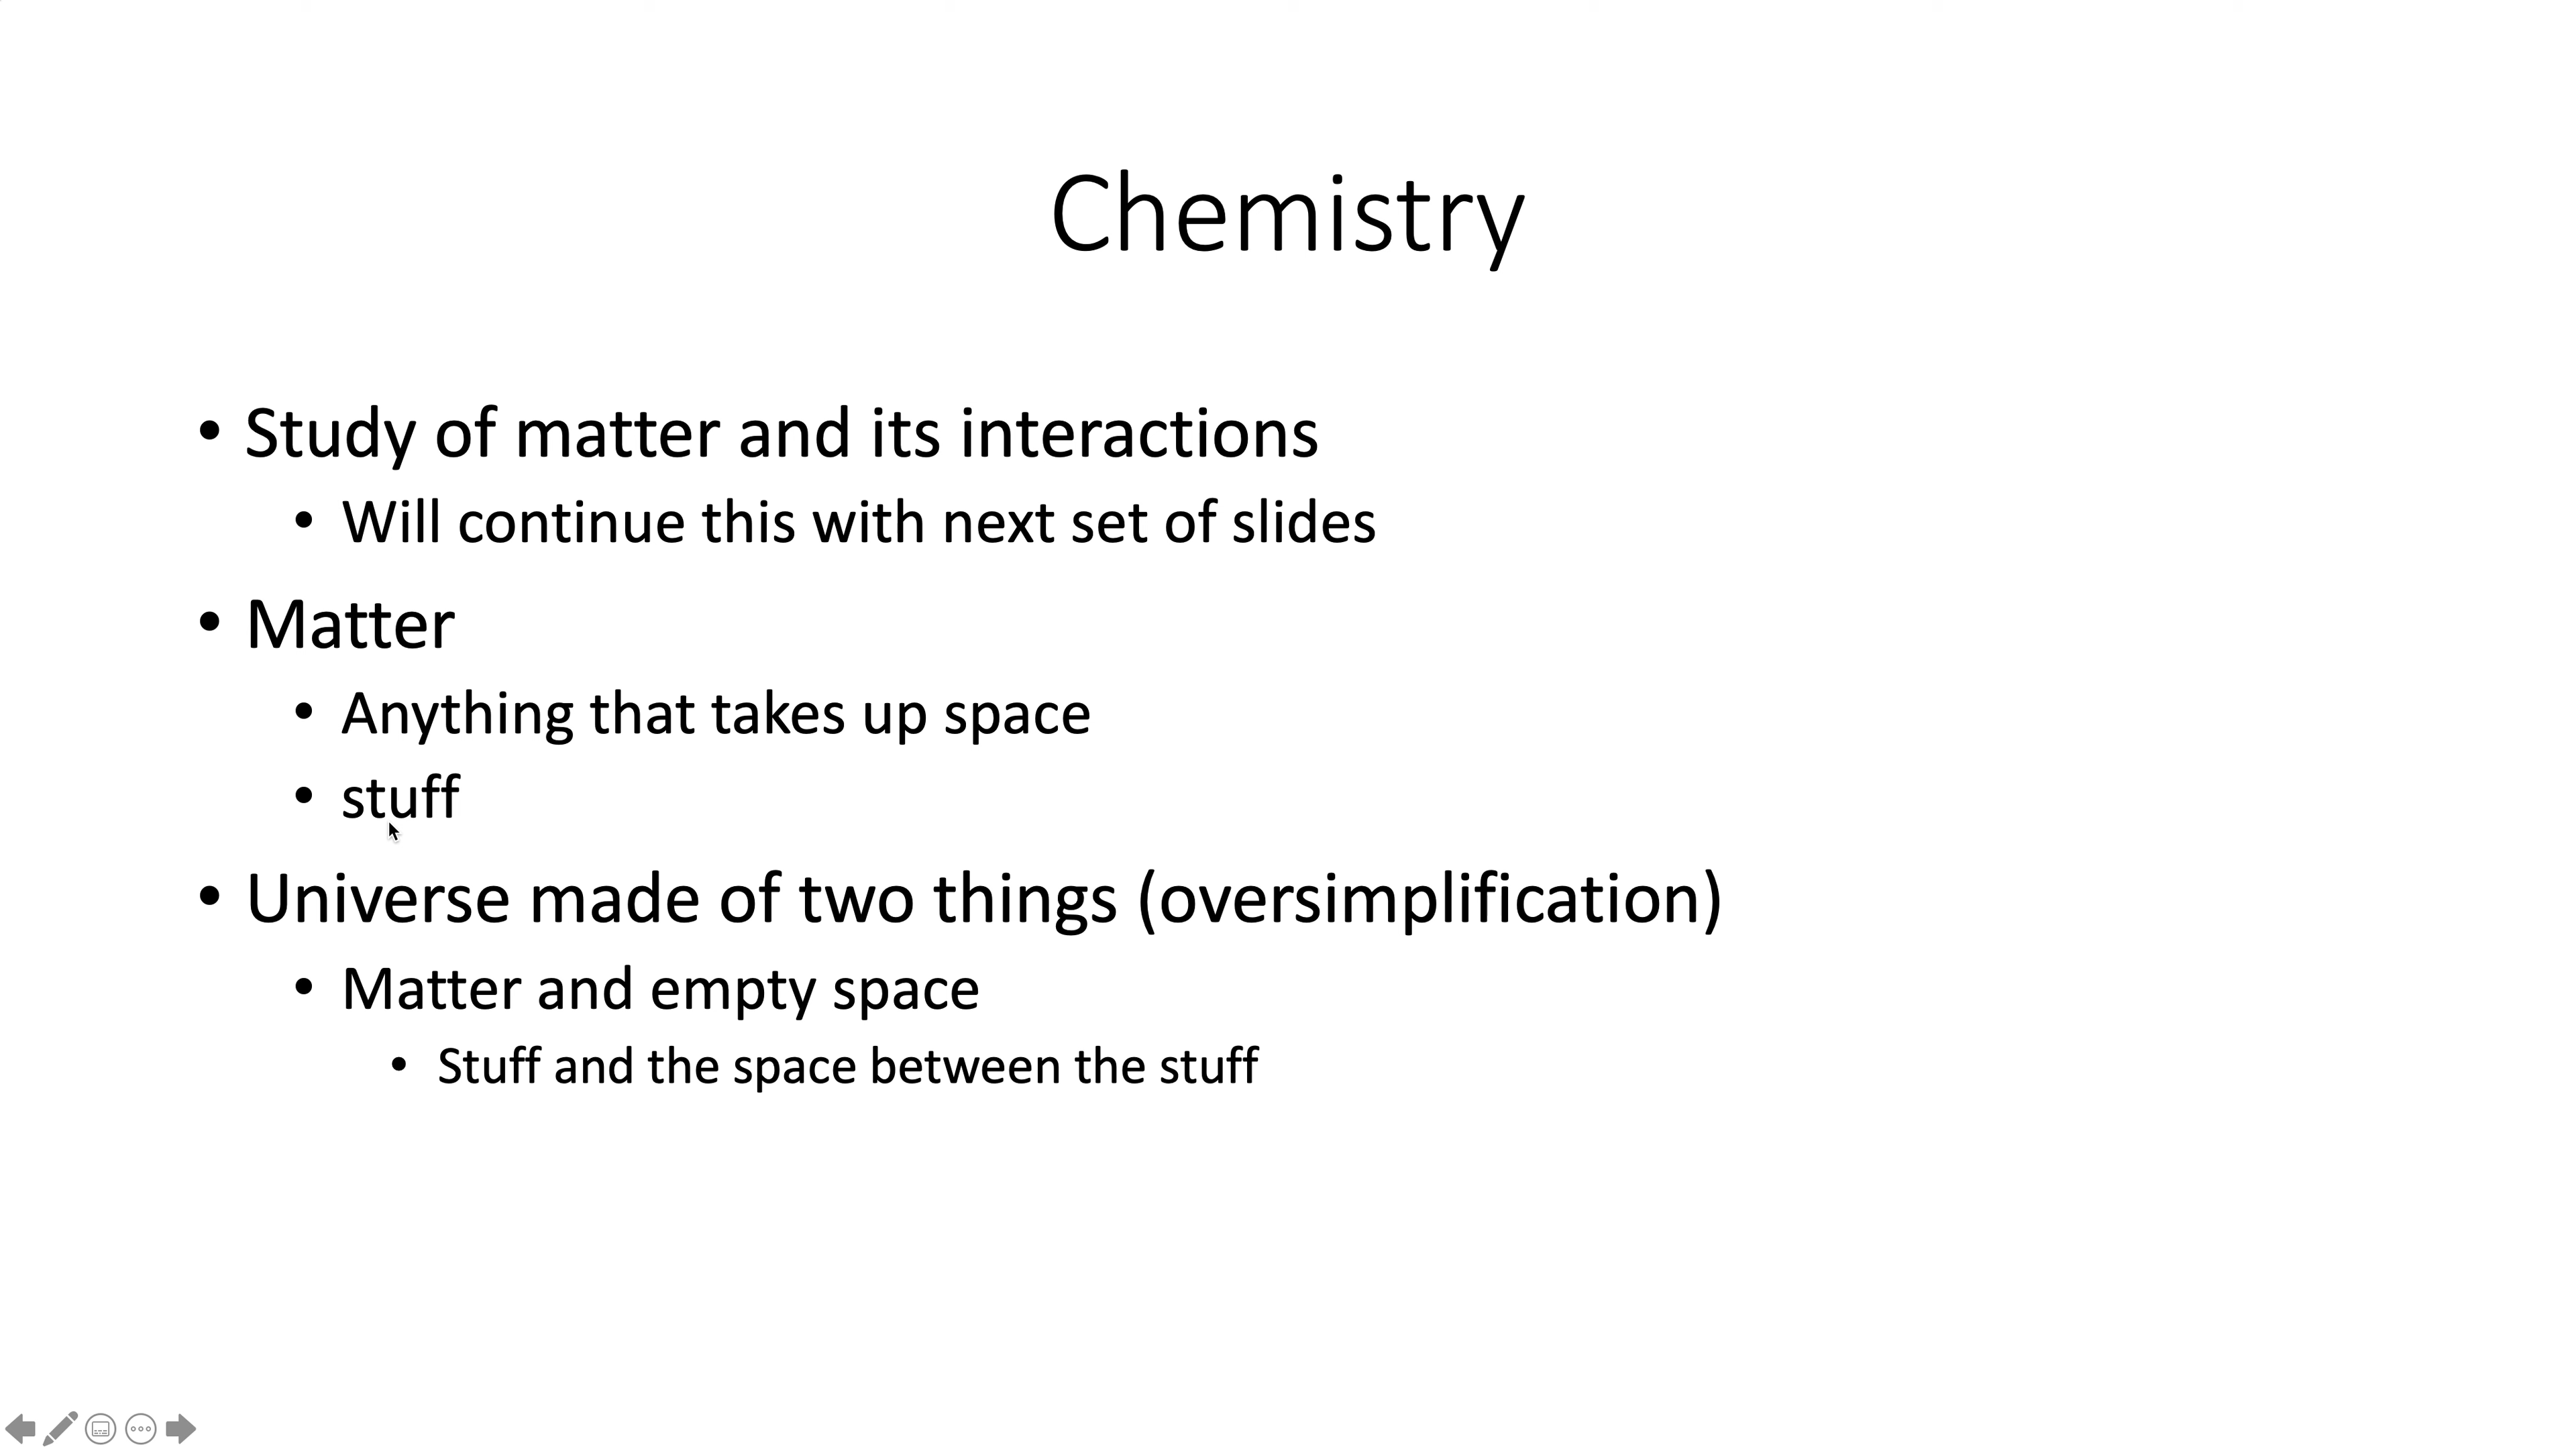 Chemistry
• Study of matter and its interactions
• Will continue this with next set of slides
• Matter
• Anything that takes up space
• stuff
• Universe made of two things (oversimplification)
• Matter and empty space
• Stuff and the space between the stuff